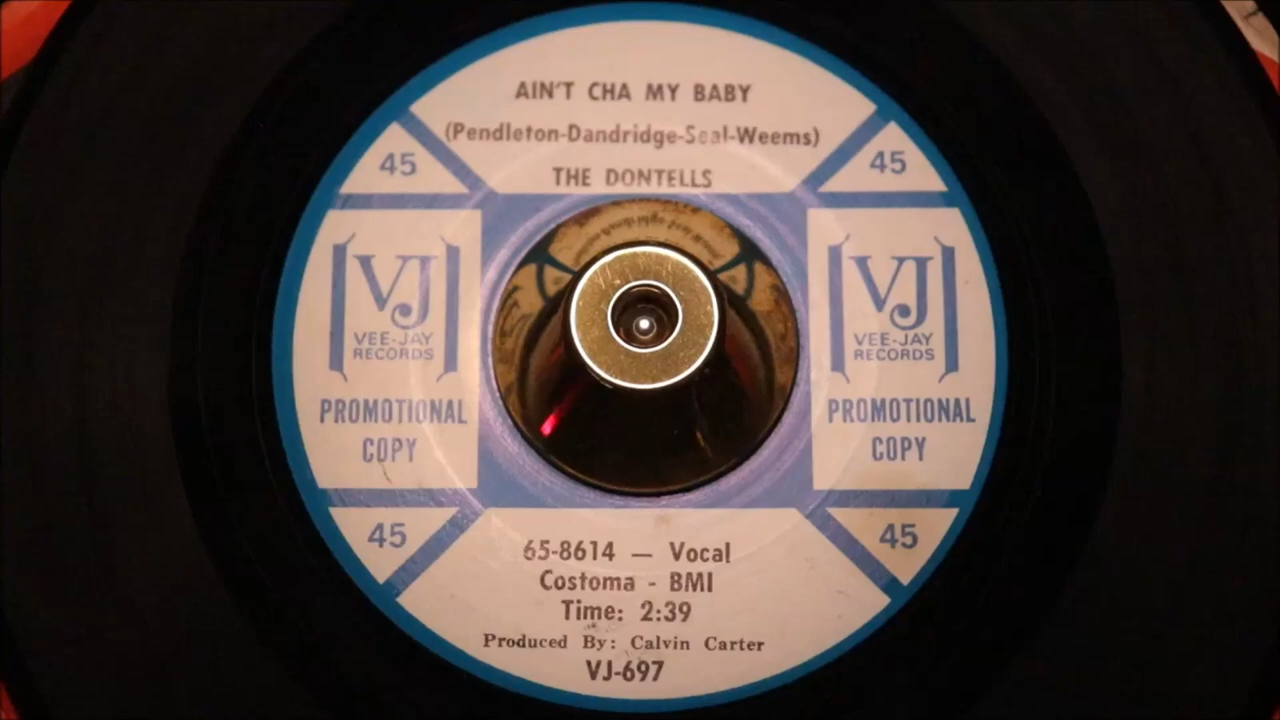 AIN'T CHA MY BABY
(Pendleton-Dandridge-Seal-Weems)
THE DONTELLS
45
45
VJ
VEE-JAY
RECORDS
PROMOTIONAL
COPY
VJ
VEE-JAY
RECORDS
PROMOTIONAL
COPY
45
45
65-8614 — Vocal
Costoma - BMI
Time: 2:39
Produced By: Calvin Carter
VJ-697